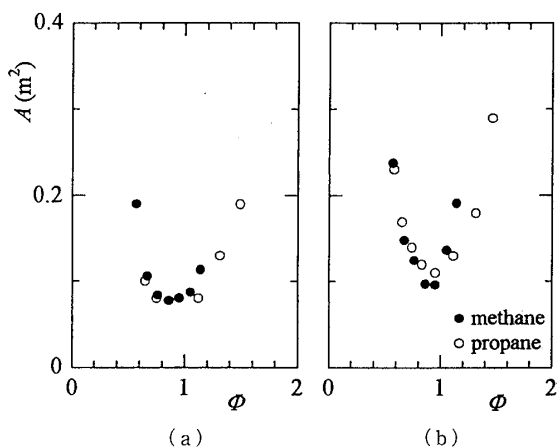 A (m²)
0.4
0.2
0
0 1 Φ 2
(a)
0 1 Φ 2
(b)
● methane
○ propane